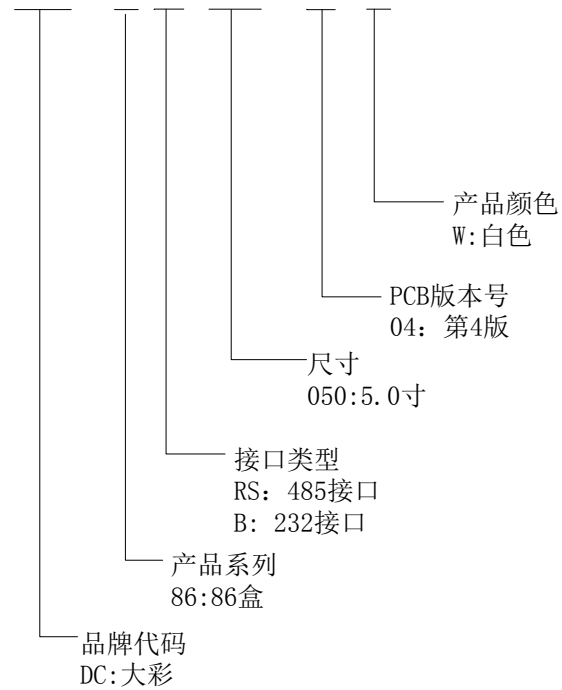 产品颜色
W:白色
PCB版本号
04：第4版
尺寸
050:5.0寸
接口类型
RS：485接口
B: 232接口
产品系列
86:86盒
品牌代码
DC:大彩